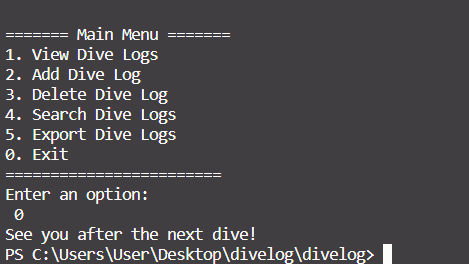 ======= Main Menu =======
1. View Dive Logs
2. Add Dive Log
3. Delete Dive Log
4. Search Dive Logs
5. Export Dive Logs
0. Exit
========================
Enter an option:
 0
See you after the next dive!
PS C:\Users\User\Desktop\divelog\divelog>